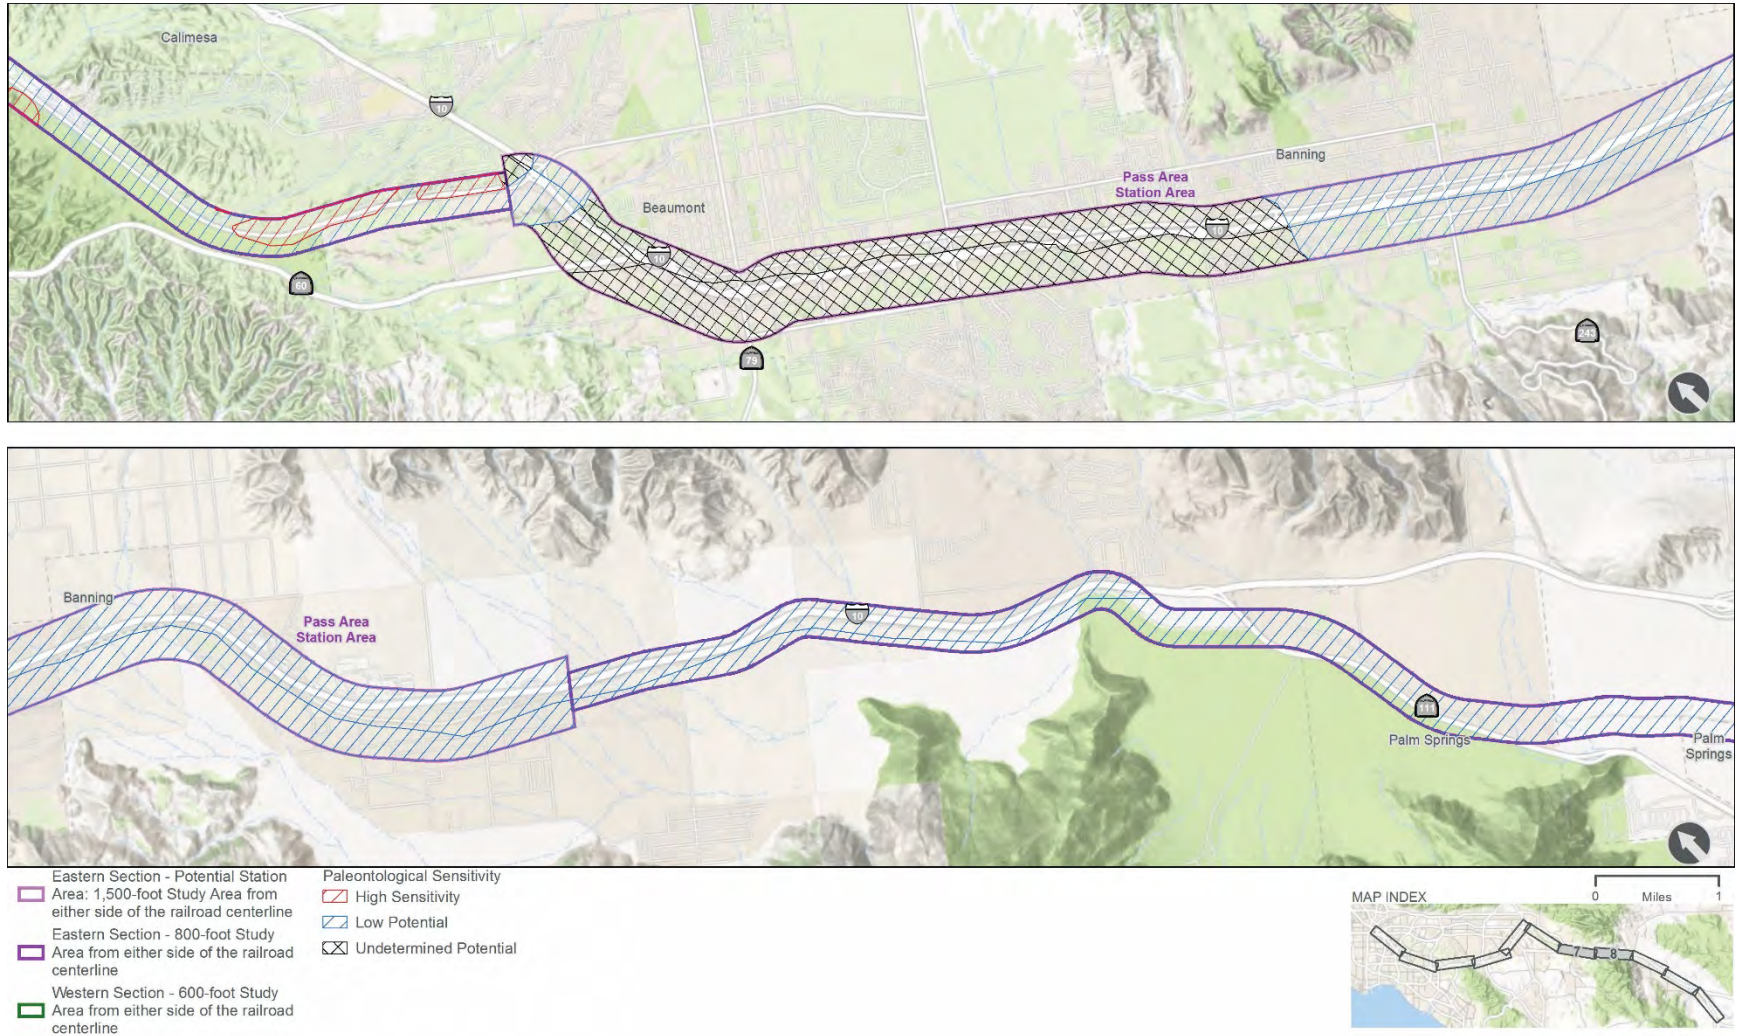 Calimesa
10
60
Beaumont
10
79
Pass Area
Station Area
Banning
10
243
Banning
Pass Area
Station Area
10
111
Palm Springs
Palm
Springs
Eastern Section - Potential Station
Area: 1,500-foot Study Area from
either side of the railroad centerline
Eastern Section - 800-foot Study
Area from either side of the railroad
centerline
Western Section - 600-foot Study
Area from either side of the railroad
centerline
Paleontological Sensitivity
High Sensitivity
Low Potential
Undetermined Potential
MAP INDEX
0 Miles 1
7
8